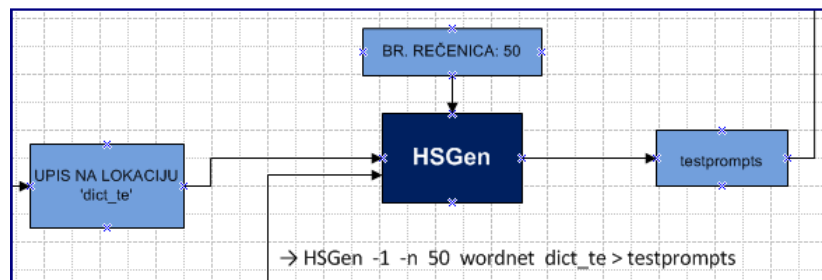 BR. REČENICA: 50
UPIS NA LOKACIJU
'dict_te'
HSGen
testprompts
→ HSGen -1 -n 50 wordnet dict_te > testprompts